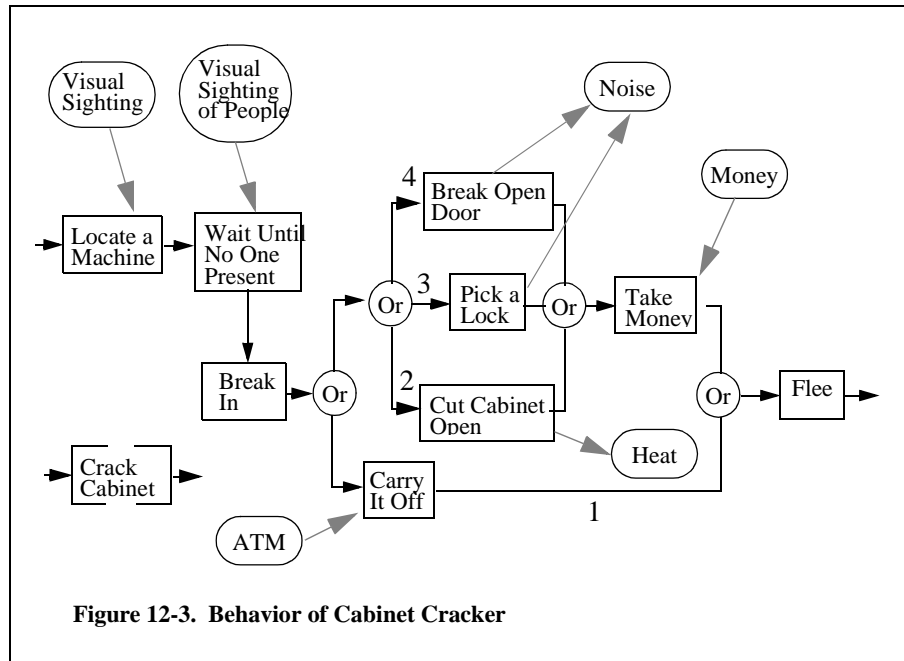 Visual
Sighting
Visual
Sighting
of People
Noise
Money
4
Break Open
Door
Locate a
Machine
Wait Until
No One
Present
Or
3
Pick a
Lock
Or
Take
Money
2
Break
In
Or
Cut Cabinet
Open
Or
Flee
Crack
Cabinet
Heat
Carry
It Off
1
ATM
Figure 12-3. Behavior of Cabinet Cracker